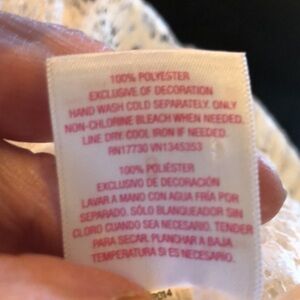 100% POLYESTER
EXCLUSIVE OF DECORATION
HAND WASH COLD SEPARATELY. ONLY
NON-CHLORINE BLEACH WHEN NEEDED.
LINE DRY. COOL IRON IF NEEDED.
RN17730 VN1345353
100% POLIÉSTER
EXCLUSIVO DE DECORACIÓN
LAVAR A MANO CON AGUA FRÍA POR
SEPARADO. SÓLO BLANQUEADOR SIN
CLORO CUANDO SEA NECESARIO. TENDER
PARA SECAR. PLANCHAR A BAJA
TEMPERATURA SI ES NECESARIO.